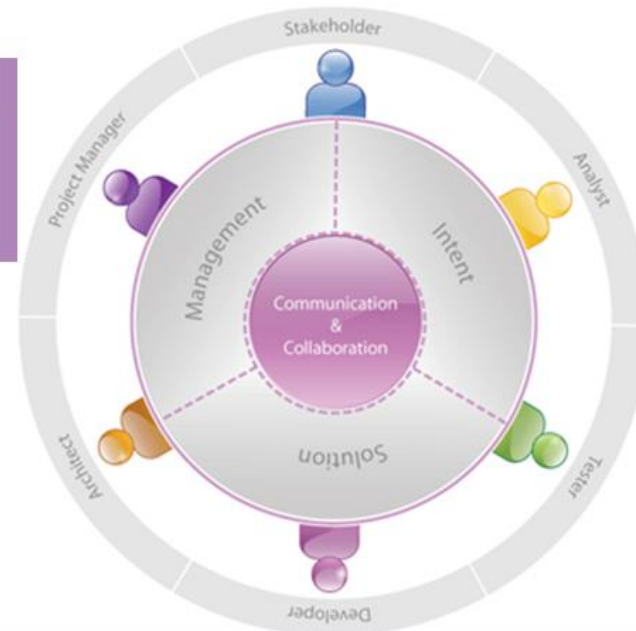 Stakeholder
Project Manager
Analyst
Management
Intent
Communication
&
Collaboration
Solution
Architect
Tester
Developer